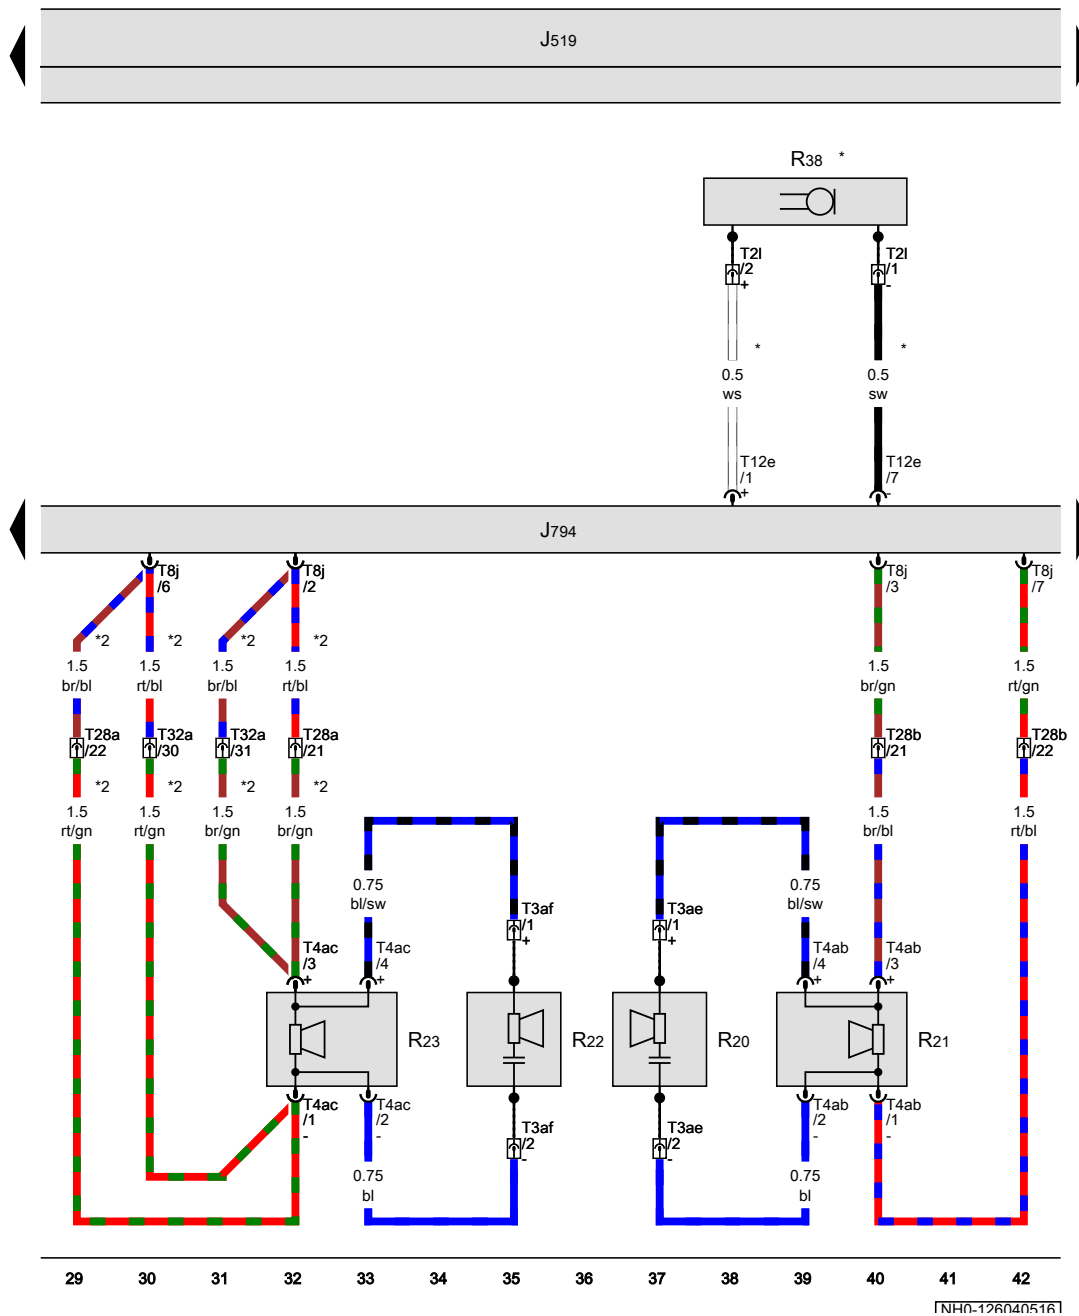 J519
R38 *
T2l T2l
/2 /1
+ -
* *
0.5 0.5
ws sw
T12e T12e
/1 /7
+ -
J794
T8j T8j T8j T8j
/6 /2 /3 /7
*2 *2 *2 *2
1.5 1.5 1.5 1.5 1.5 1.5
br/bl rt/bl br/bl rt/bl br/gn rt/gn
T28a T32a T32a T28a T28b T28b
/22 /30 /31 /21 /21 /22
*2 *2 *2 *2
1.5 1.5 1.5 1.5 1.5 1.5
rt/gn rt/gn br/gn br/gn br/bl rt/bl
0.75 0.75
bl/sw bl/sw
T3af T3ae
/1 /1
+ +
T4ac T4ac T4ab T4ab
/3 /4 /4 /3
+ + + +
R23 R22 R20 R21
T4ac T4ac T4ab T4ab
/1 /2 /2 /1
- - - -
T3af T3ae
/2 /2
- -
0.75 0.75
bl bl
29 30 31 32 33 34 35 36 37 38 39 40 41 42
NH0-126040516